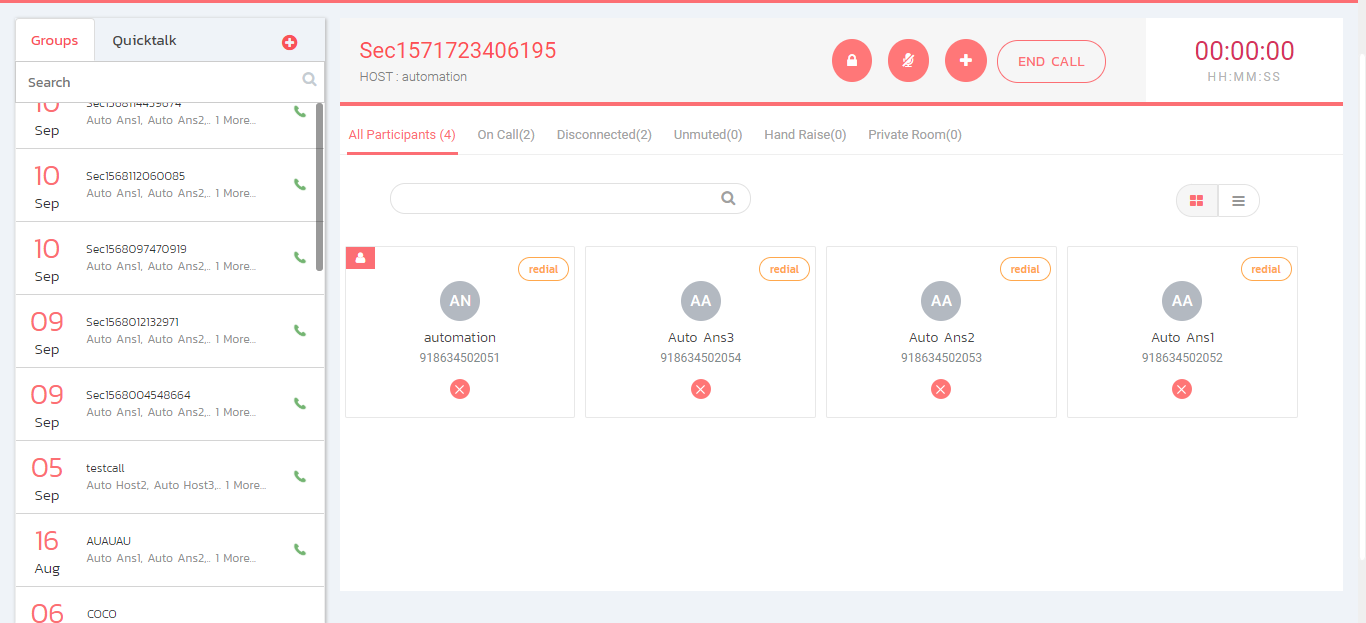 Groups
Quicktalk
Search
10
Sep
Auto Ans1, Auto Ans2,.. 1 More...
10
Sep
Sec1568112060085
Auto Ans1, Auto Ans2,.. 1 More...
10
Sep
Sec1568097470919
Auto Ans1, Auto Ans2,.. 1 More...
09
Sep
Sec1568012132971
Auto Ans1, Auto Ans2,.. 1 More...
09
Sep
Sec1568004548664
Auto Ans1, Auto Ans2,.. 1 More...
05
Sep
testcall
Auto Host2, Auto Host3,.. 1 More...
16
Aug
AUAUAU
Auto Ans1, Auto Ans2,.. 1 More...
06
COCO
Sec1571723406195
HOST : automation
END CALL
00:00:00
HH:MM:SS
All Participants (4) On Call(2) Disconnected(2) Unmuted(0) Hand Raise(0) Private Room(0)
redial
AN
automation
918634502051
redial
AA
Auto Ans3
918634502054
redial
AA
Auto Ans2
918634502053
redial
AA
Auto Ans1
918634502052